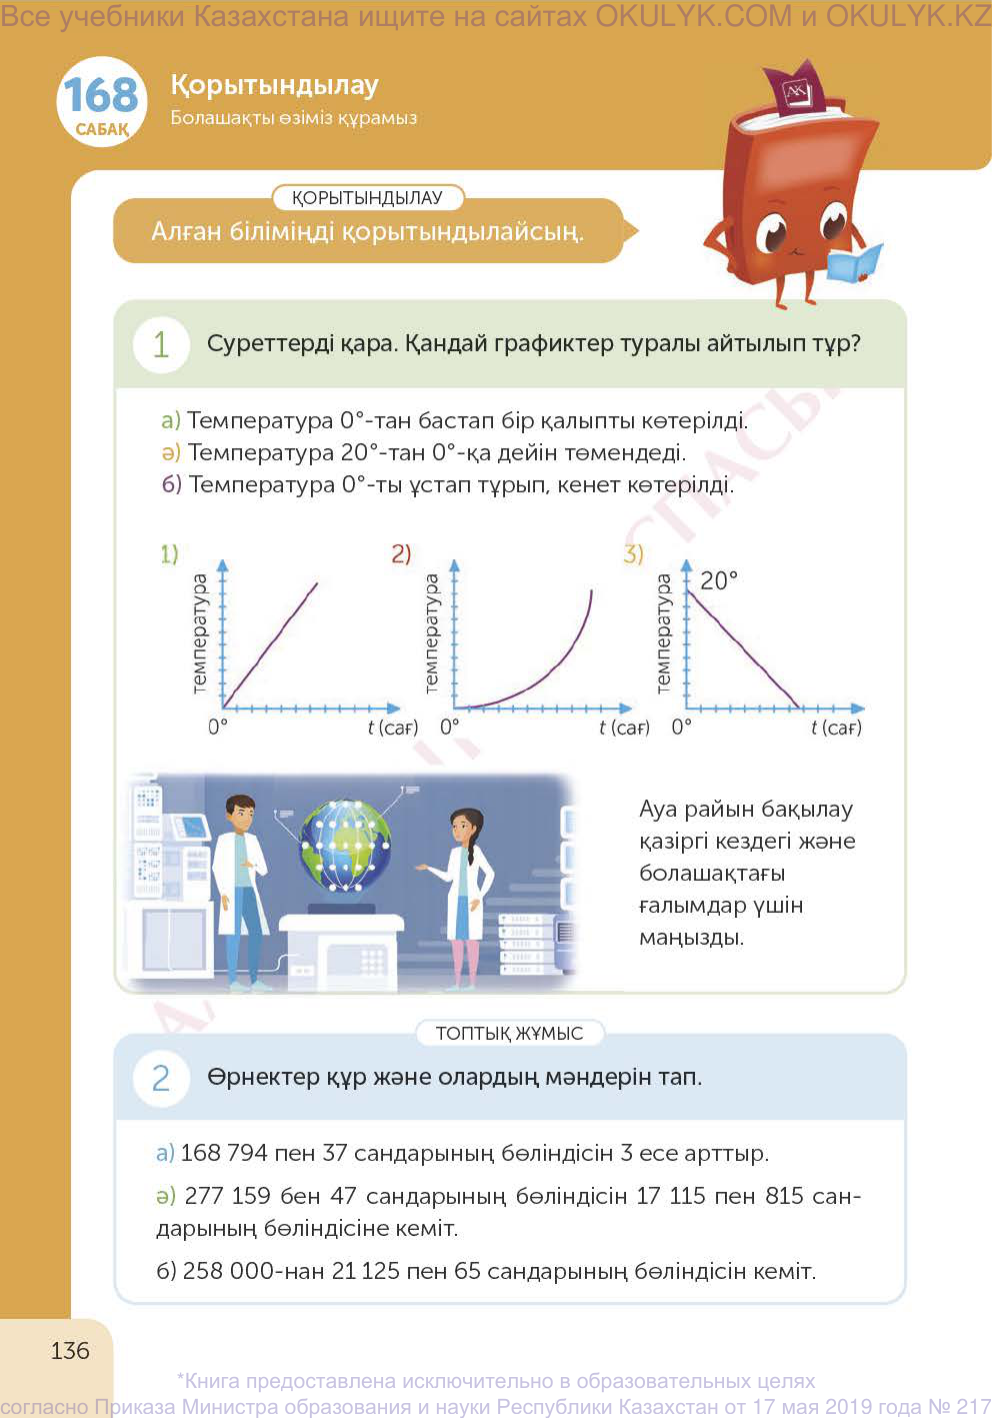 Все учебники Казахстана ищите на сайтах OKULYK.COM и OKULYK.KZ
168
САБАҚ
Қорытындылау
Болашақты өзіміз құрамыз
АК
ҚОРЫТЫНДЫЛАУ
Алған біліміңді қорытындылайсың.
1
Суреттерді қара. Қандай графиктер туралы айтылып тұр?
а) Температура 0°-тан бастап бір қалыпты көтерілді.
ә) Температура 20°-тан 0°-қа дейін төмендеді.
б) Температура 0°-ты ұстап тұрып, кенет көтерілді.
1)
температура
0°
t (сағ)
2)
температура
0°
t (сағ)
3)
температура
20°
0°
t (сағ)
Ауа райын бақылау
қазіргі кездегі және
болашақтағы
ғалымдар үшін
маңызды.
ТОПТЫҚ ЖҰМЫС
2
Өрнектер құр және олардың мәндерін тап.
а) 168 794 пен 37 сандарының бөліндісін 3 есе арттыр.
ә) 277 159 бен 47 сандарының бөліндісін 17 115 пен 815 сан-
дарының бөліндісіне кеміт.
б) 258 000-нан 21 125 пен 65 сандарының бөліндісін кеміт.
136
*Книга предоставлена исключительно в образовательных целях
согласно Приказа Министра образования и науки Республики Казахстан от 17 мая 2019 года № 217